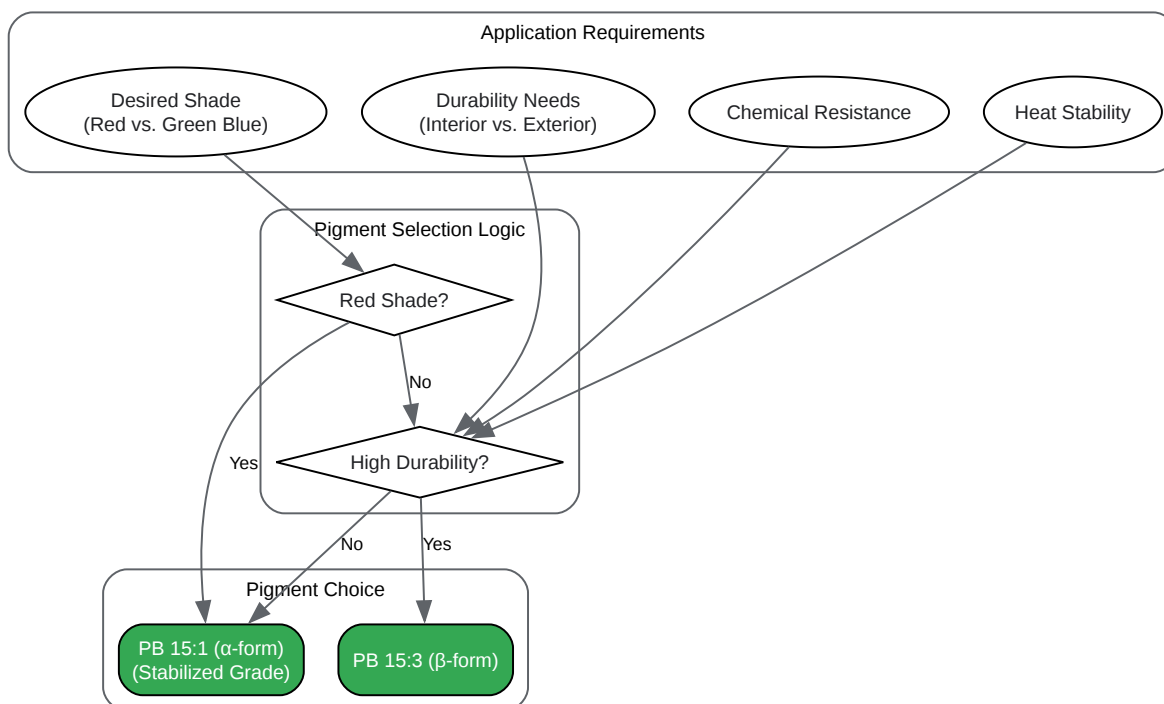 Application Requirements
Desired Shade
(Red vs. Green Blue)
Durability Needs
(Interior vs. Exterior)
Chemical Resistance
Heat Stability
Pigment Selection Logic
Red Shade?
No
High Durability?
Yes
No
Yes
Pigment Choice
PB 15:1 (α-form)
(Stabilized Grade)
PB 15:3 (β-form)